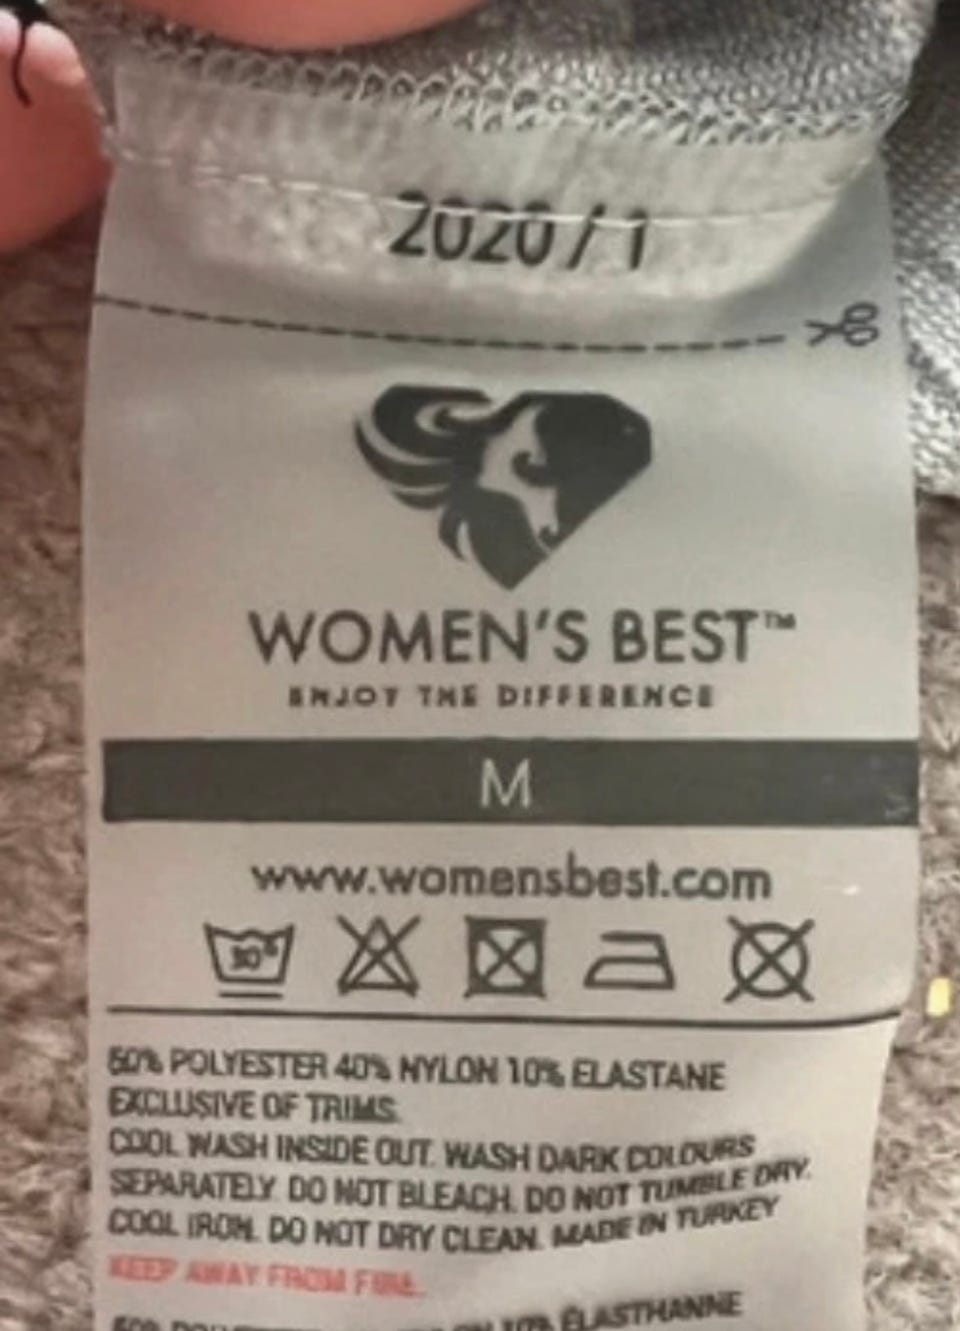 2020 / 1
WOMEN'S BEST™
ENJOY THE DIFFERENCE
M
www.womensbest.com
30°
50% POLYESTER 40% NYLON 10% ELASTANE
EXCLUSIVE OF TRIMS.
COOL WASH INSIDE OUT. WASH DARK COLOURS
SEPARATELY. DO NOT BLEACH. DO NOT TUMBLE DRY.
COOL IRON. DO NOT DRY CLEAN. MADE IN TURKEY
KEEP AWAY FROM FIRE.
ÉLASTHANNE